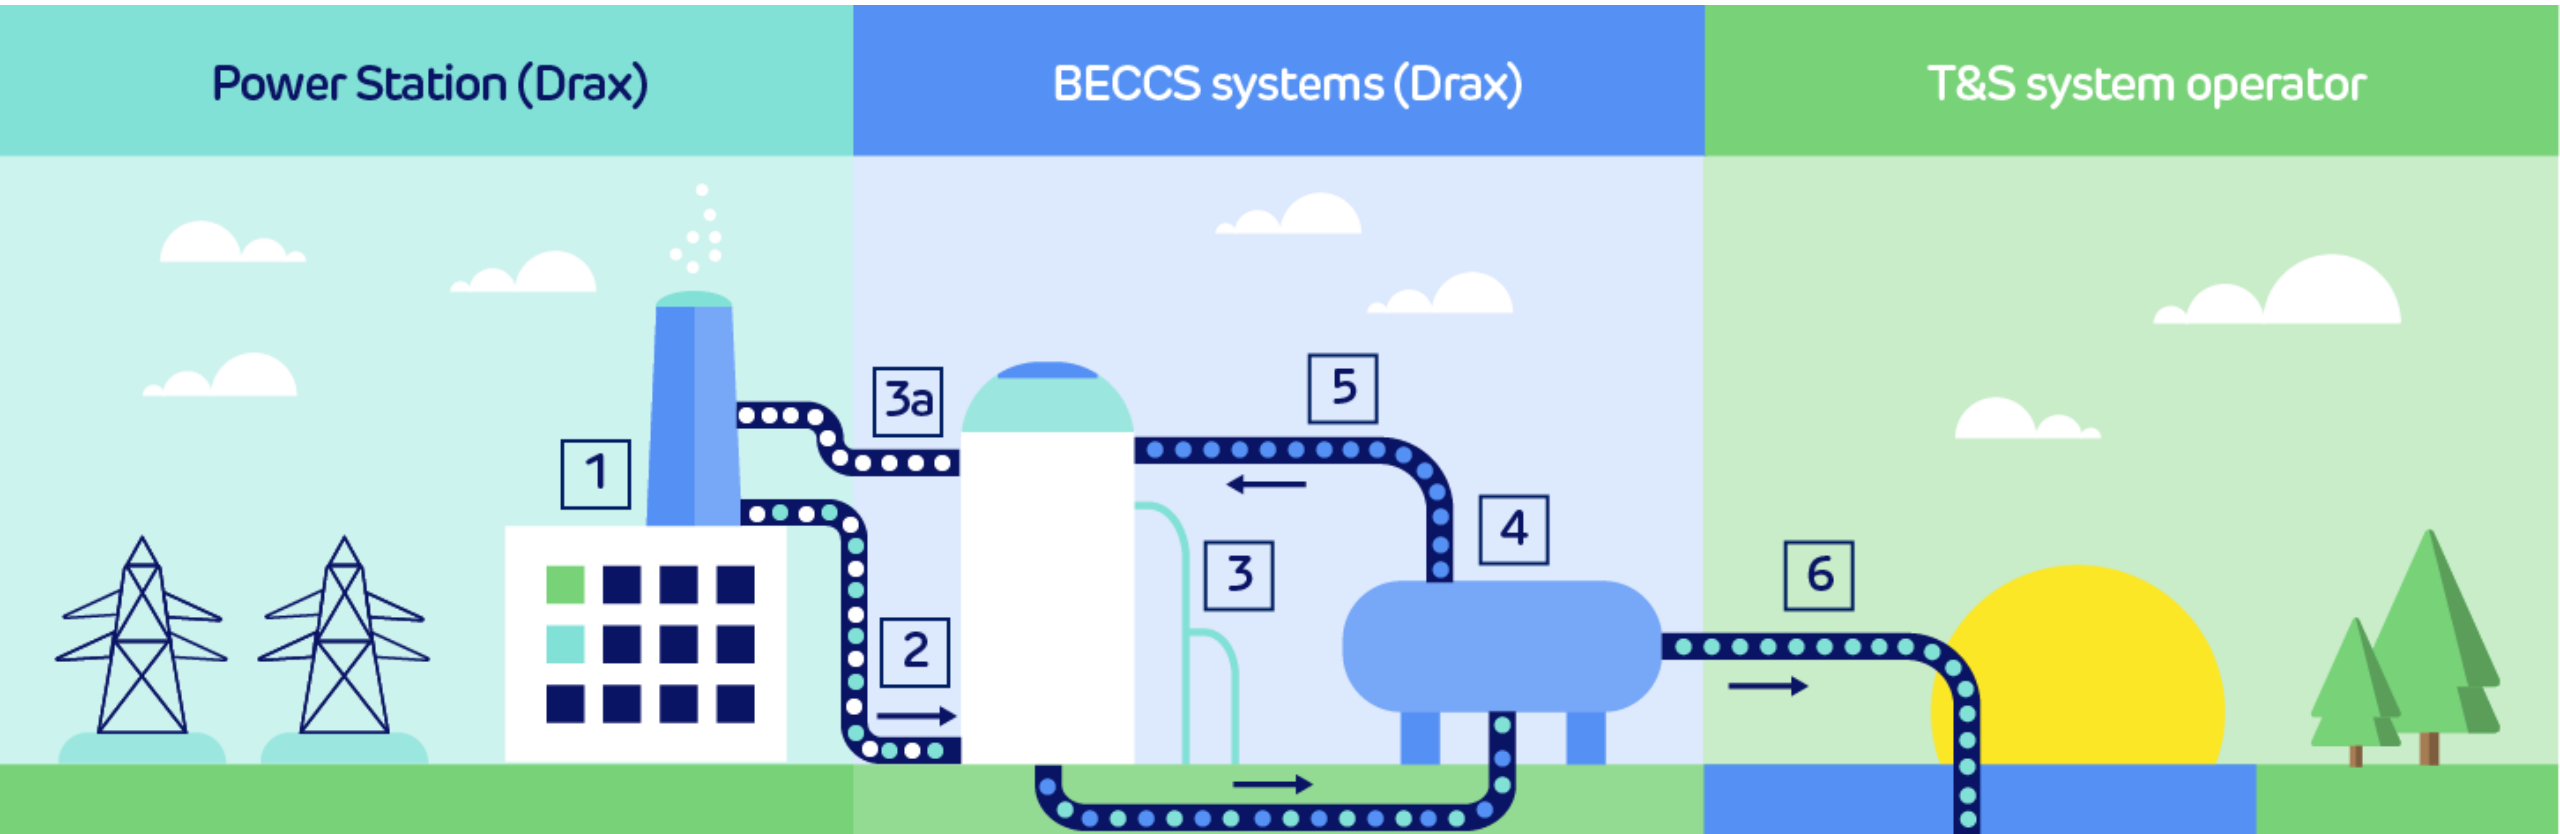 Power Station (Drax)
BECCS systems (Drax)
T&S system operator
1
2
3a
3
4
5
6